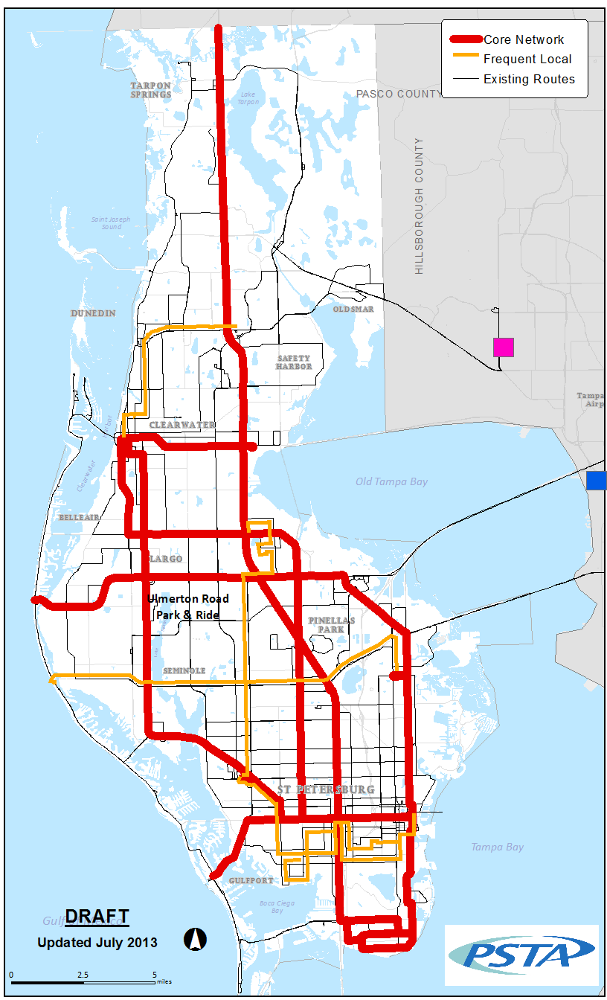 Core Network
Frequent Local
Existing Routes
TARPON
SPRINGS
Lake
Tarpon
PASCO COUNTY
HILLSBOROUGH COUNTY
Saint Joseph
Sound
DUNEDIN
OLDSMAR
SAFETY
HARBOR
Tampa
Airp
CLEARWATER
Clearwater
Old Tampa Bay
BELLEAIR
LARGO
Ulmerton Road
Park & Ride
PINELLAS
PARK
SEMINOLE
ST PETERSBURG
Tampa Bay
GULFPORT
Boca Ciega
Bay
DRAFT
Updated July 2013
0 2.5 5
miles
PSTA